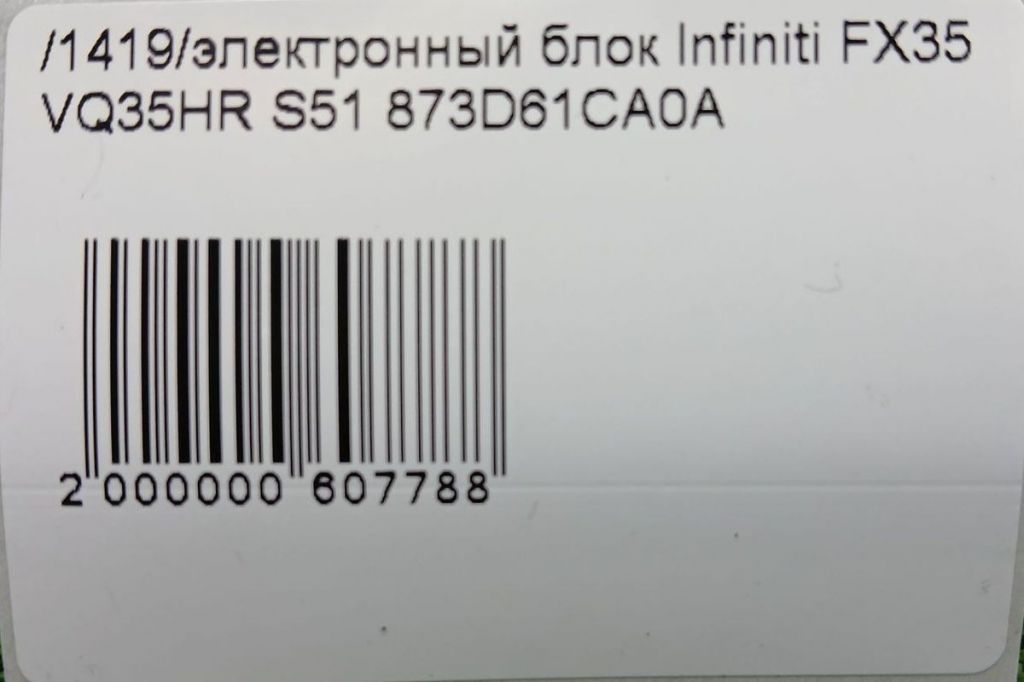 /1419/электронный блок Infiniti FX35
VQ35HR S51 873D61CA0A
2 000000 607788